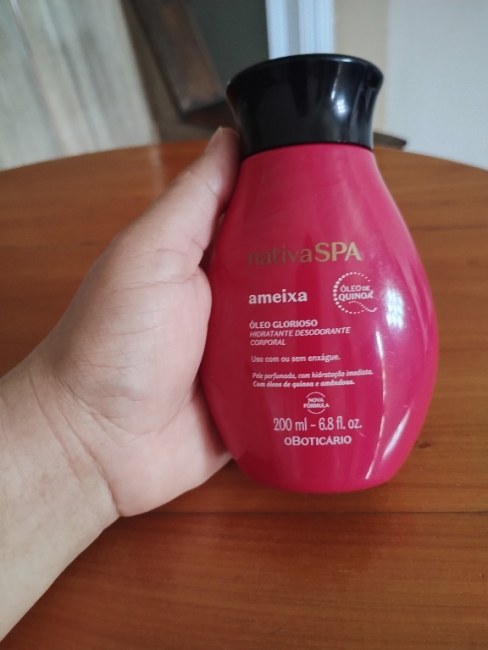 nativaSPA
ameixa
ÓLEO DE
QUINOA
ÓLEO GLORIOSO
HIDRATANTE DESODORANTE
CORPORAL
Use com ou sem enxágue.
Pele perfumada, com hidratação imediata.
Com óleos de quinoa e amêndoas.
NOVA
FÓRMULA
200 ml - 6.8 fl. oz.
oBOTICÁRIO